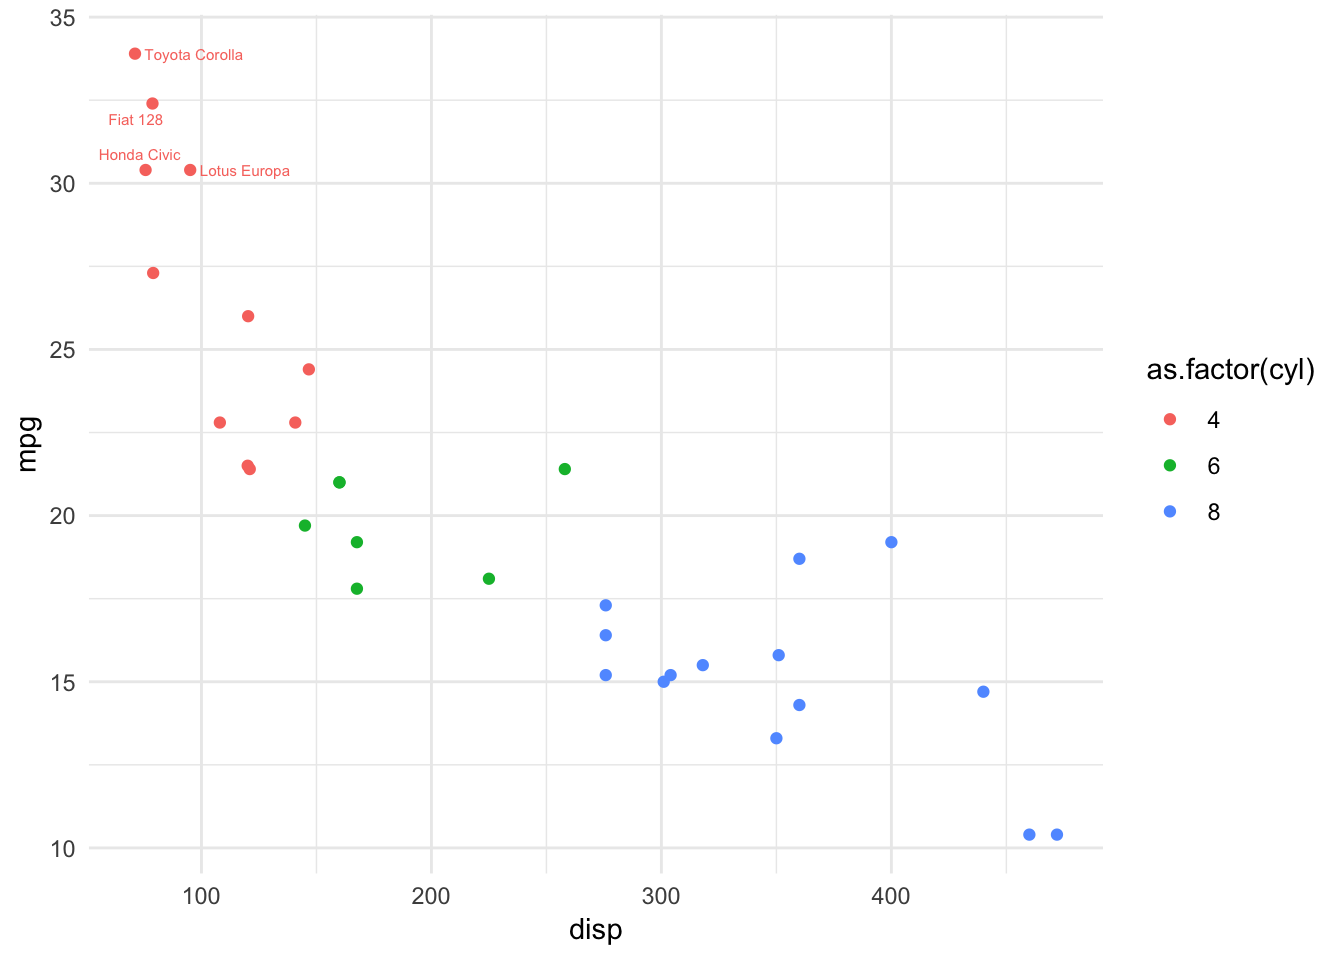 35
Toyota Corolla
Fiat 128
Honda Civic
Lotus Europa
30
25
20
15
10
mpg
100 200 300 400
disp
as.factor(cyl)
4
6
8